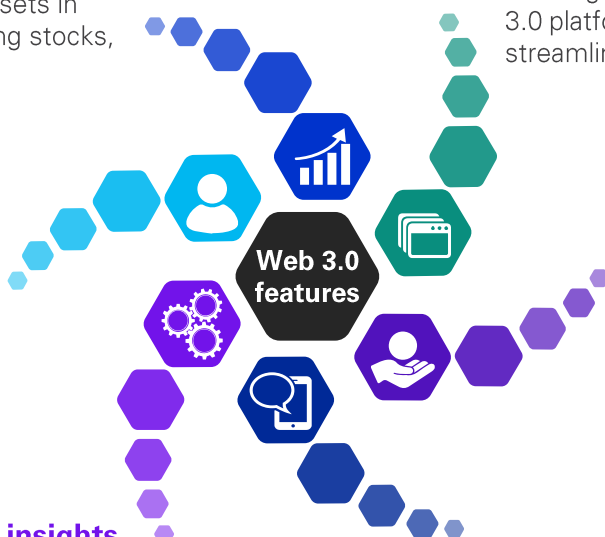 sets in
ng stocks,
3.0 platfo
streamlin
Web 3.0
features
insights